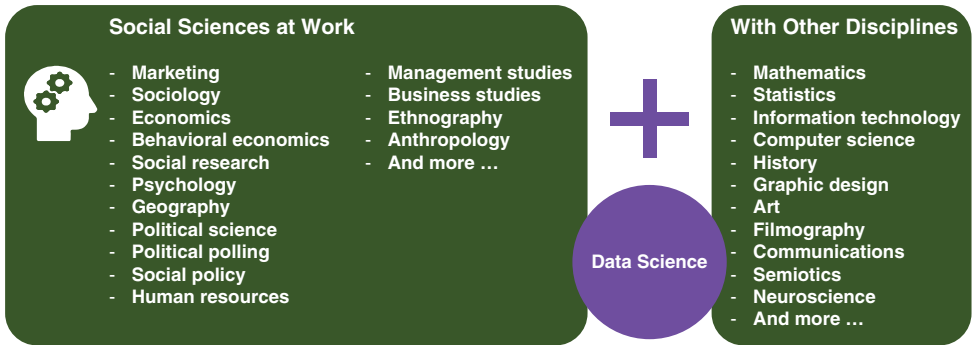 Social Sciences at Work
- Marketing
- Sociology
- Economics
- Behavioral economics
- Social research
- Psychology
- Geography
- Political science
- Political polling
- Social policy
- Human resources
- Management studies
- Business studies
- Ethnography
- Anthropology
- And more …
Data Science
With Other Disciplines
- Mathematics
- Statistics
- Information technology
- Computer science
- History
- Graphic design
- Art
- Filmography
- Communications
- Semiotics
- Neuroscience
- And more …